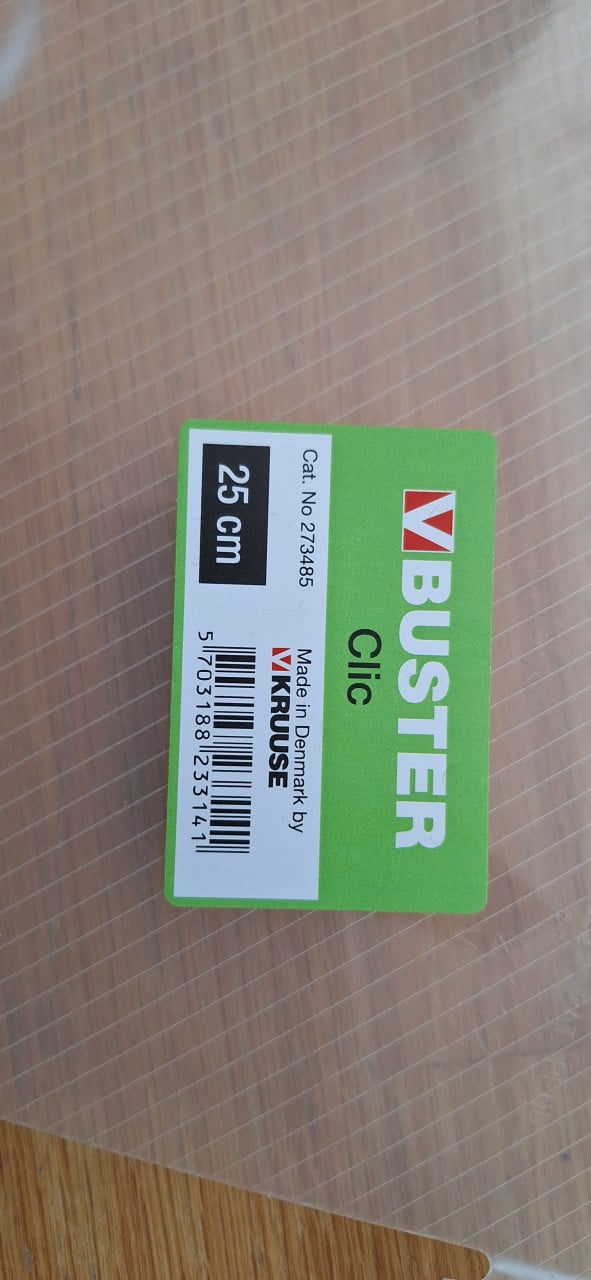 BUSTER
Clic
Cat. No 273485
Made in Denmark by
KRUUSE
25 cm
5 703188 233141